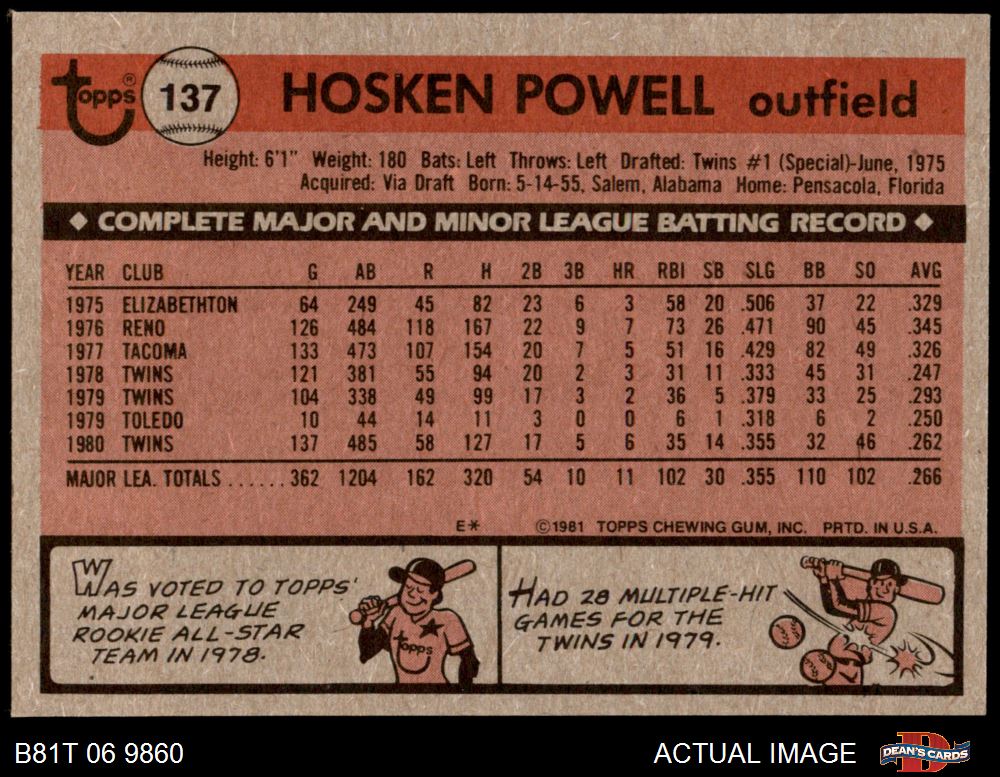 topps® 137 HOSKEN POWELL outfield
Height: 6'1" Weight: 180 Bats: Left Throws: Left Drafted: Twins #1 (Special)-June, 1975
Acquired: Via Draft Born: 5-14-55, Salem, Alabama Home: Pensacola, Florida
◆ COMPLETE MAJOR AND MINOR LEAGUE BATTING RECORD ◆
YEAR CLUB G AB R H 2B 3B HR RBI SB SLG BB SO AVG
1975 ELIZABETHTON 64 249 45 82 23 6 3 58 20 .506 37 22 .329
1976 RENO 126 484 118 167 22 9 7 73 26 .471 90 45 .345
1977 TACOMA 133 473 107 154 20 7 5 51 16 .429 82 49 .326
1978 TWINS 121 381 55 94 20 2 3 31 11 .333 45 31 .247
1979 TWINS 104 338 49 99 17 3 2 36 5 .379 33 25 .293
1979 TOLEDO 10 44 14 11 3 0 0 6 1 .318 6 2 .250
1980 TWINS 137 485 58 127 17 5 6 35 14 .355 32 46 .262
MAJOR LEA. TOTALS ...... 362 1204 162 320 54 10 11 102 30 .355 110 102 .266
E* ©1981 TOPPS CHEWING GUM, INC. PRTD. IN U.S.A.
WAS VOTED TO TOPPS'
MAJOR LEAGUE
ROOKIE ALL-STAR
TEAM IN 1978.
topps
HAD 28 MULTIPLE-HIT
GAMES FOR THE
TWINS IN 1979.
B81T 06 9860 ACTUAL IMAGE DEAN'S CARDS